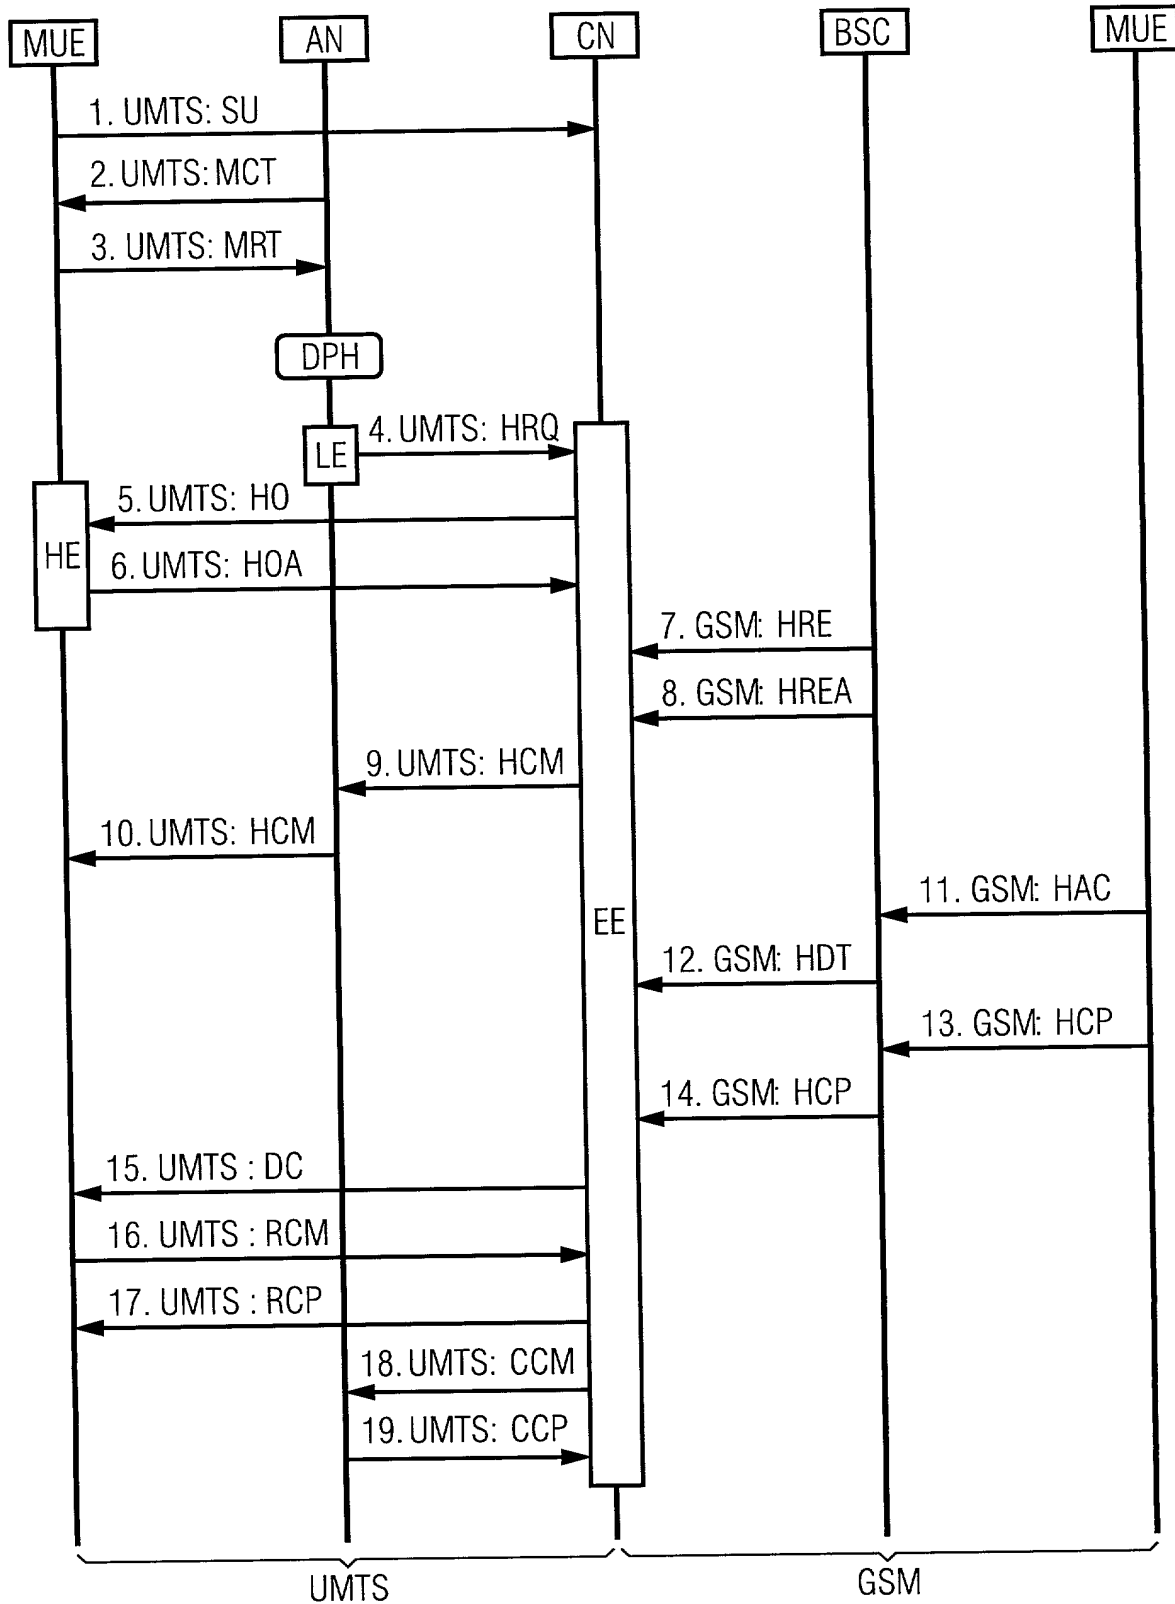 MUE
AN
CN
BSC
MUE
1. UMTS: SU
2. UMTS: MCT
3. UMTS: MRT
DPH
LE
4. UMTS: HRQ
5. UMTS: HO
HE
6. UMTS: HOA
7. GSM: HRE
8. GSM: HREA
9. UMTS: HCM
10. UMTS: HCM
11. GSM: HAC
EE
12. GSM: HDT
13. GSM: HCP
14. GSM: HCP
15. UMTS : DC
16. UMTS : RCM
17. UMTS : RCP
18. UMTS: CCM
19. UMTS: CCP
UMTS
GSM